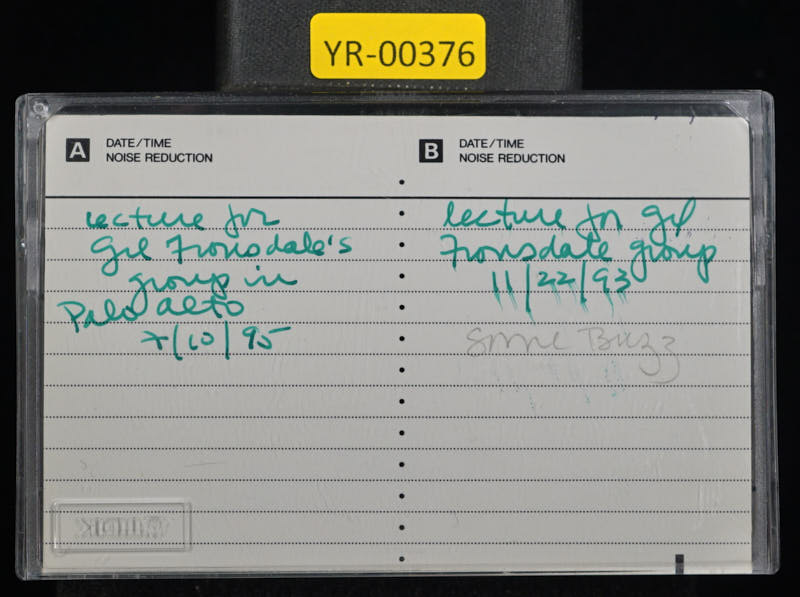 YR-00376
A DATE/TIME
NOISE REDUCTION
lecture for
Gil Fronsdale's
group in
Palo alto
7/10/95
B DATE/TIME
NOISE REDUCTION
lecture for Gil
Fronsdale group
11/22/93
Some Buzz
TDK